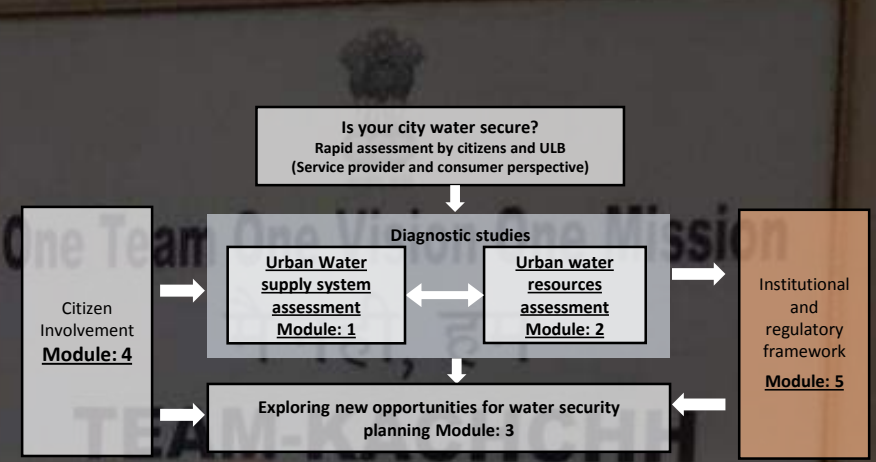 Is your city water secure?
Rapid assessment by citizens and ULB
(Service provider and consumer perspective)
One Team One Vision One Mission
Diagnostic studies
Urban Water
supply system
assessment
Module: 1
Urban water
resources
assessment
Module: 2
Citizen
Involvement
Module: 4
Institutional
and
regulatory
framework
Module: 5
Exploring new opportunities for water security
planning Module: 3
TEAM-KACHCHH